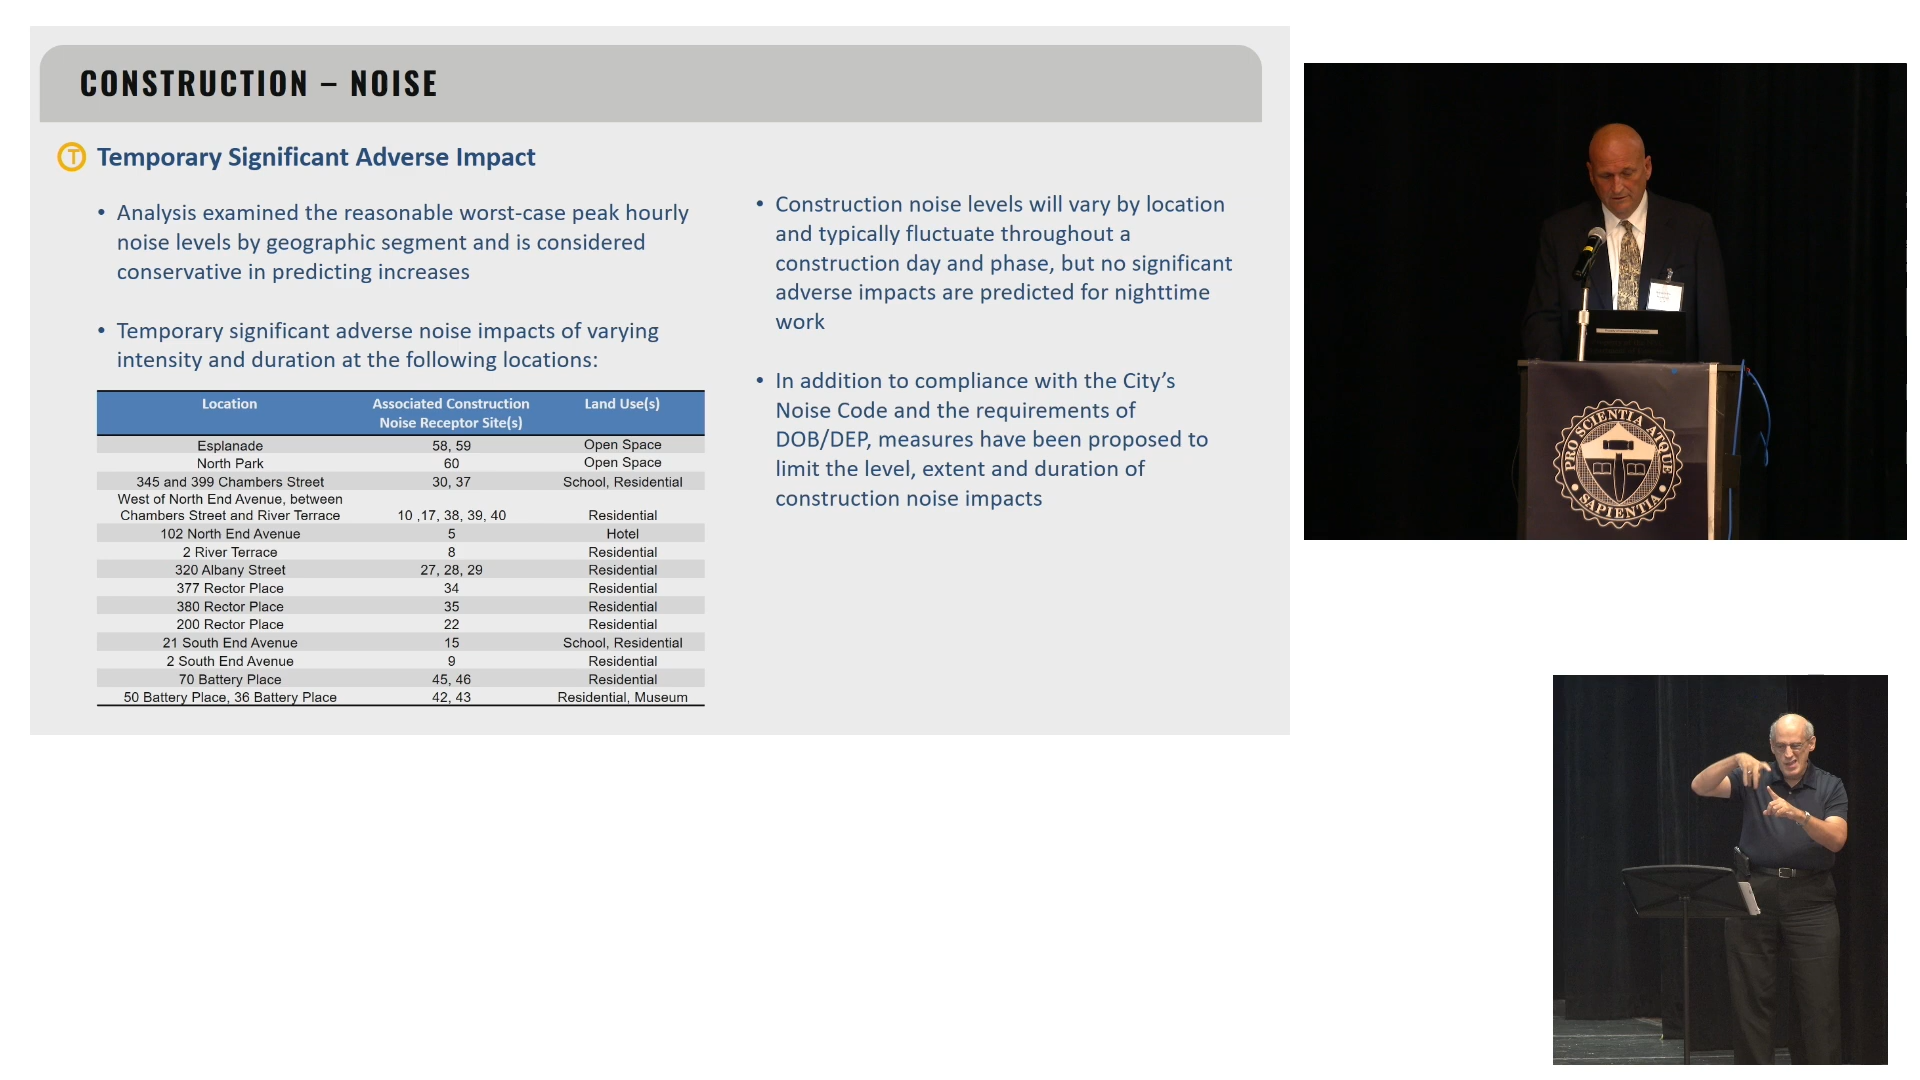 CONSTRUCTION – NOISE
T
Temporary Significant Adverse Impact
• Analysis examined the reasonable worst-case peak hourly
noise levels by geographic segment and is considered
conservative in predicting increases
• Temporary significant adverse noise impacts of varying
intensity and duration at the following locations:
Location Associated Construction Land Use(s)
Noise Receptor Site(s)
Esplanade 58, 59 Open Space
North Park 60 Open Space
345 and 399 Chambers Street 30, 37 School, Residential
West of North End Avenue, between
Chambers Street and River Terrace 10 ,17, 38, 39, 40 Residential
102 North End Avenue 5 Hotel
2 River Terrace 8 Residential
320 Albany Street 27, 28, 29 Residential
377 Rector Place 34 Residential
380 Rector Place 35 Residential
200 Rector Place 22 Residential
21 South End Avenue 15 School, Residential
2 South End Avenue 9 Residential
70 Battery Place 45, 46 Residential
50 Battery Place, 36 Battery Place 42, 43 Residential, Museum
• Construction noise levels will vary by location
and typically fluctuate throughout a
construction day and phase, but no significant
adverse impacts are predicted for nighttime
work
• In addition to compliance with the City’s
Noise Code and the requirements of
DOB/DEP, measures have been proposed to
limit the level, extent and duration of
construction noise impacts
PRO SCIENTIA ATQUE
SAPIENTIA